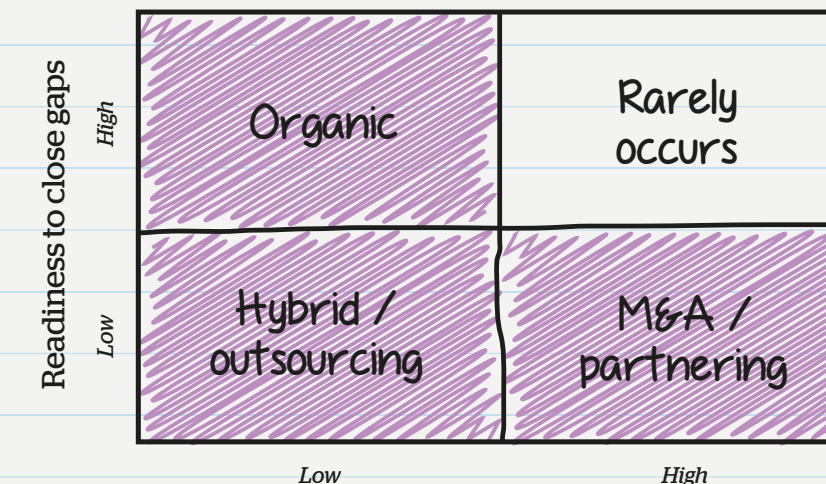 Readiness to close gaps
High
Low
Organic
Rarely
occurs
Hybrid /
outsourcing
M&A /
partnering
Low
High